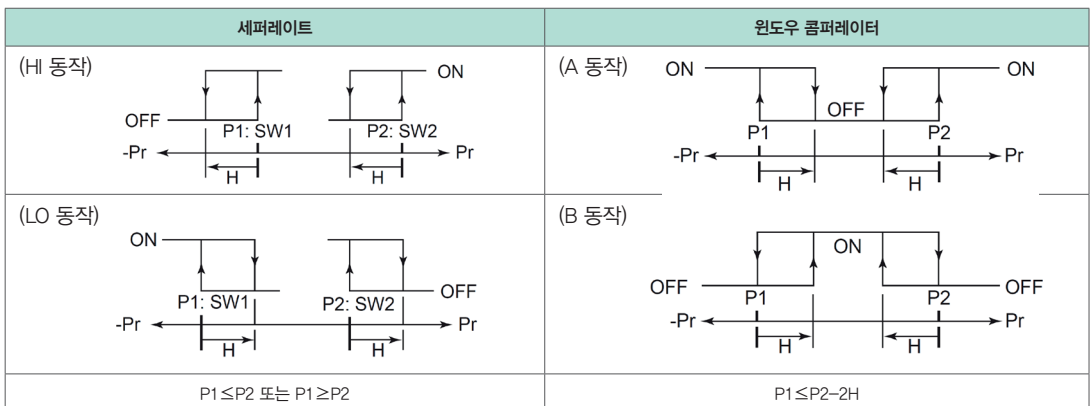 세퍼레이트
윈도우 콤퍼레이터
(HI 동작)
ON
OFF
P1: SW1
P2: SW2
-Pr
Pr
H
H
(A 동작)
ON
ON
OFF
P1
P2
-Pr
Pr
H
H
(LO 동작)
ON
P1: SW1
P2: SW2
OFF
-Pr
Pr
H
H
(B 동작)
ON
OFF
OFF
P1
P2
-Pr
Pr
H
H
P1≤P2 또는 P1≥P2
P1≤P2–2H